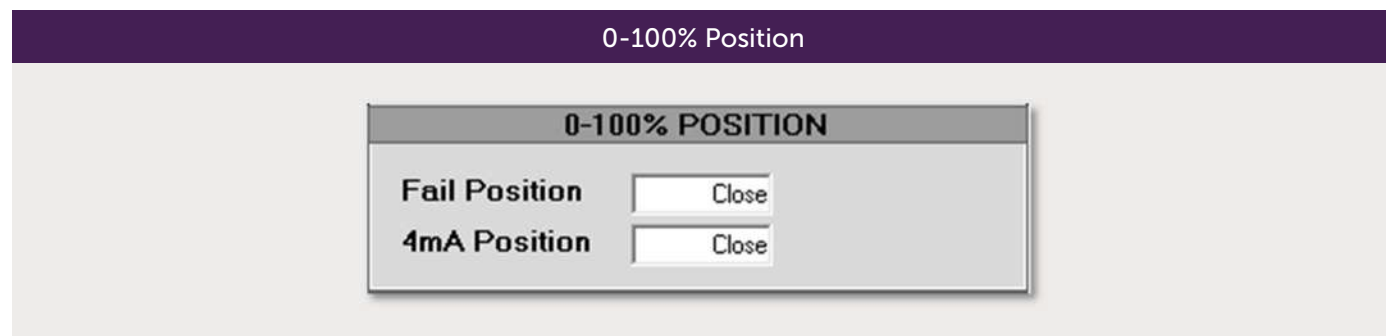 0-100% Position
0-100% POSITION
Fail Position Close
4mA Position Close